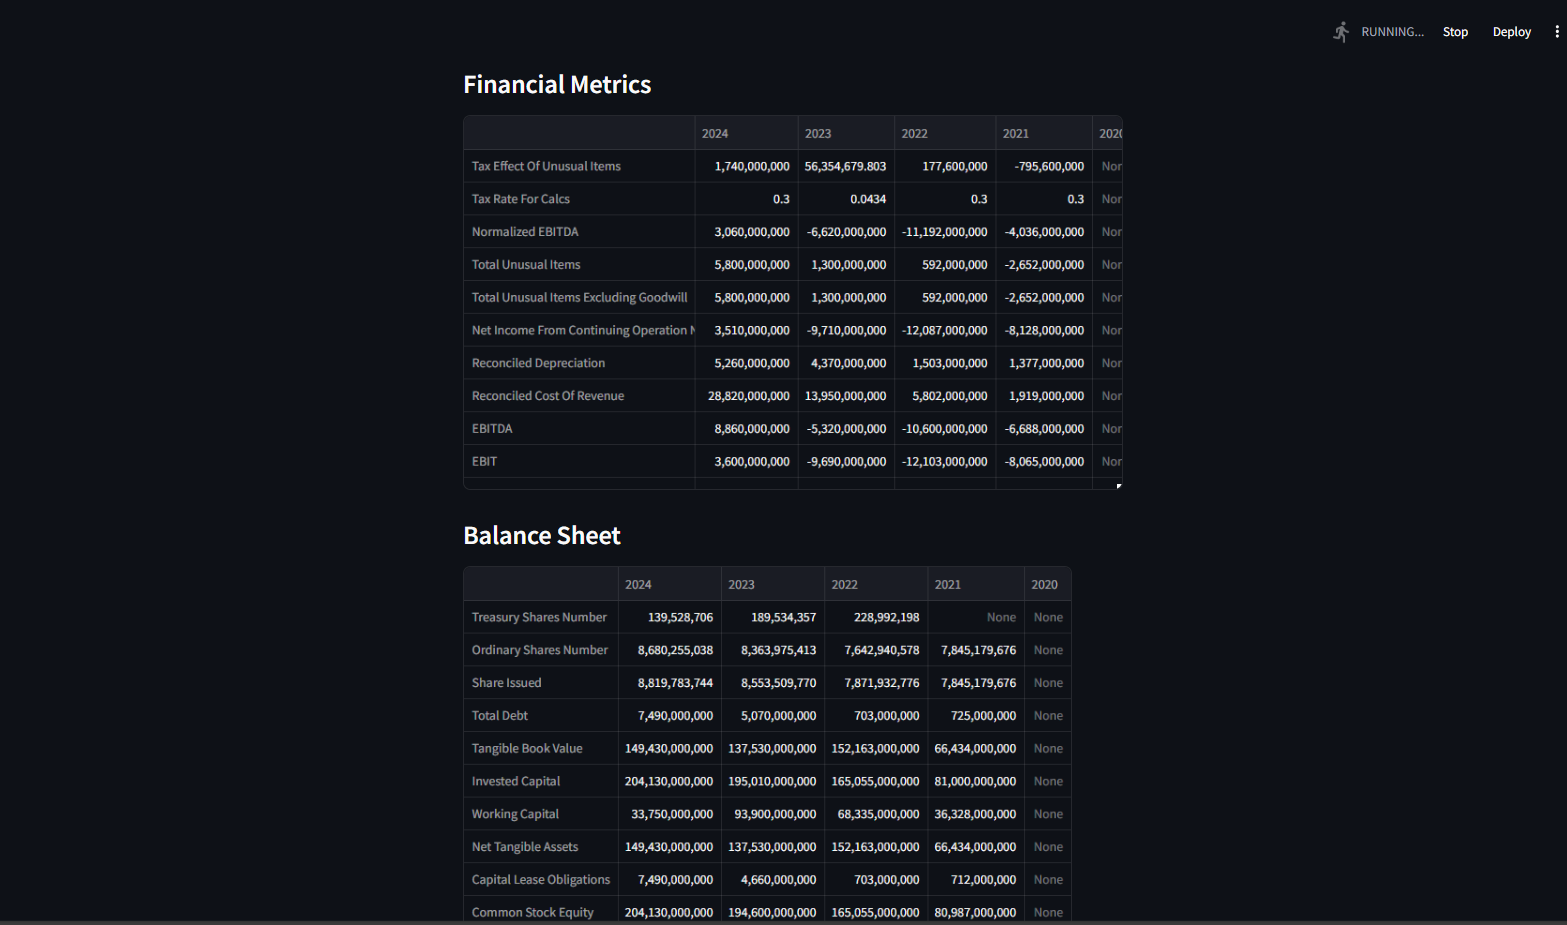 RUNNING... Stop Deploy
Financial Metrics
2024 2023 2022 2021 2020
Tax Effect Of Unusual Items 1,740,000,000 56,354,679.803 177,600,000 -795,600,000 Nor
Tax Rate For Calcs 0.3 0.0434 0.3 0.3 Nor
Normalized EBITDA 3,060,000,000 -6,620,000,000 -11,192,000,000 -4,036,000,000 Nor
Total Unusual Items 5,800,000,000 1,300,000,000 592,000,000 -2,652,000,000 Nor
Total Unusual Items Excluding Goodwill 5,800,000,000 1,300,000,000 592,000,000 -2,652,000,000 Nor
Net Income From Continuing Operation N 3,510,000,000 -9,710,000,000 -12,087,000,000 -8,128,000,000 Nor
Reconciled Depreciation 5,260,000,000 4,370,000,000 1,503,000,000 1,377,000,000 Nor
Reconciled Cost Of Revenue 28,820,000,000 13,950,000,000 5,802,000,000 1,919,000,000 Nor
EBITDA 8,860,000,000 -5,320,000,000 -10,600,000,000 -6,688,000,000 Nor
EBIT 3,600,000,000 -9,690,000,000 -12,103,000,000 -8,065,000,000 Nor
Balance Sheet
2024 2023 2022 2021 2020
Treasury Shares Number 139,528,706 189,534,357 228,992,198 None None
Ordinary Shares Number 8,680,255,038 8,363,975,413 7,642,940,578 7,845,179,676 None
Share Issued 8,819,783,744 8,553,509,770 7,871,932,776 7,845,179,676 None
Total Debt 7,490,000,000 5,070,000,000 703,000,000 725,000,000 None
Tangible Book Value 149,430,000,000 137,530,000,000 152,163,000,000 66,434,000,000 None
Invested Capital 204,130,000,000 195,010,000,000 165,055,000,000 81,000,000,000 None
Working Capital 33,750,000,000 93,900,000,000 68,335,000,000 36,328,000,000 None
Net Tangible Assets 149,430,000,000 137,530,000,000 152,163,000,000 66,434,000,000 None
Capital Lease Obligations 7,490,000,000 4,660,000,000 703,000,000 712,000,000 None
Common Stock Equity 204,130,000,000 194,600,000,000 165,055,000,000 80,987,000,000 None